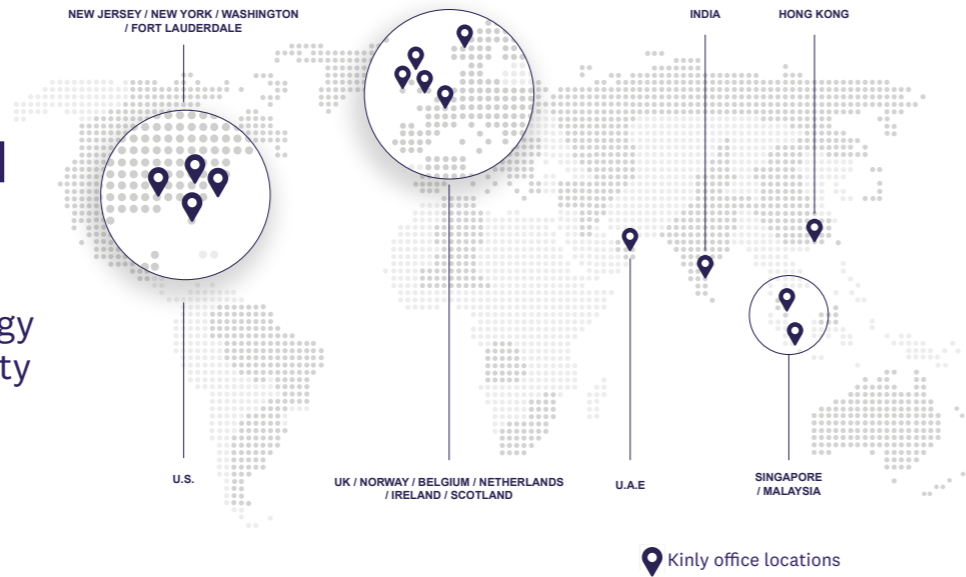 NEW JERSEY / NEW YORK / WASHINGTON
/ FORT LAUDERDALE
INDIA
HONG KONG
gy
ty
U.S.
UK / NORWAY / BELGIUM / NETHERLANDS
/ IRELAND / SCOTLAND
U.A.E
SINGAPORE
/ MALAYSIA
Kinly office locations